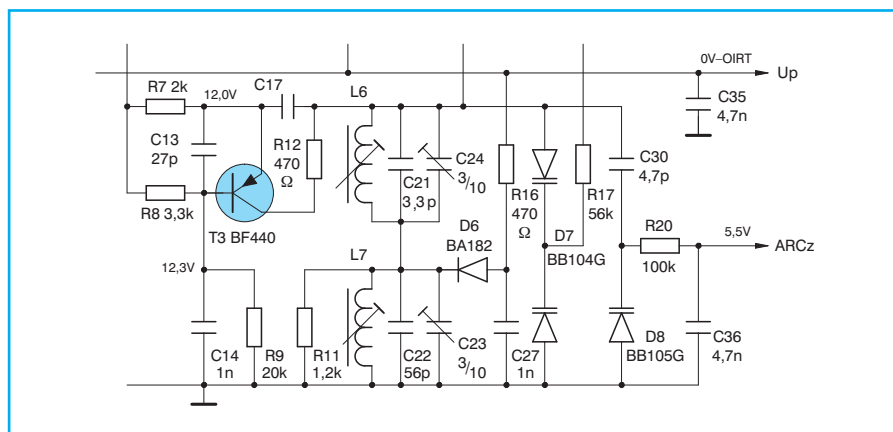 0V–OIRT
Up
R7 2k
12,0V
C17
L6
C35
4,7n
C13
27p
R12
470
Ω
C24
3/10
C30
4,7p
C21
3,3p
R16
470
Ω
R17
56k
R8 3,3k
T3 BF440
D6
BA182
D7
BB104G
R20
100k
5,5V
ARCz
12,3V
L7
C14
1n
R9
20k
R11
1,2k
C22
56p
C23
3/10
C27
1n
D8
BB105G
C36
4,7n